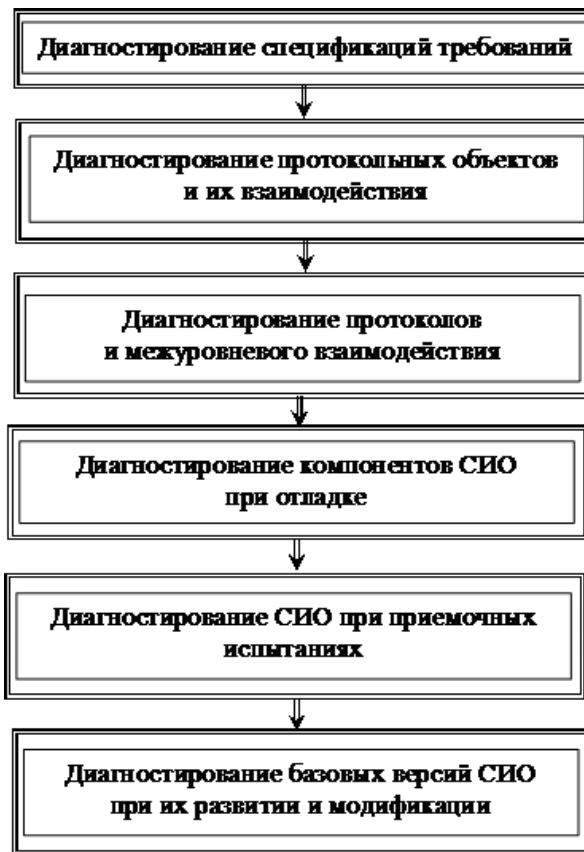 Диагностирование спецификаций требований
Диагностирование протокольных объектов
и их взаимодействия
Диагностирование протоколов
и межуровневого взаимодействия
Диагностирование компонентов СИО
при отладке
Диагностирование СИО при приемочных
испытаниях
Диагностирование базовых версий СИО
при их развитии и модификации